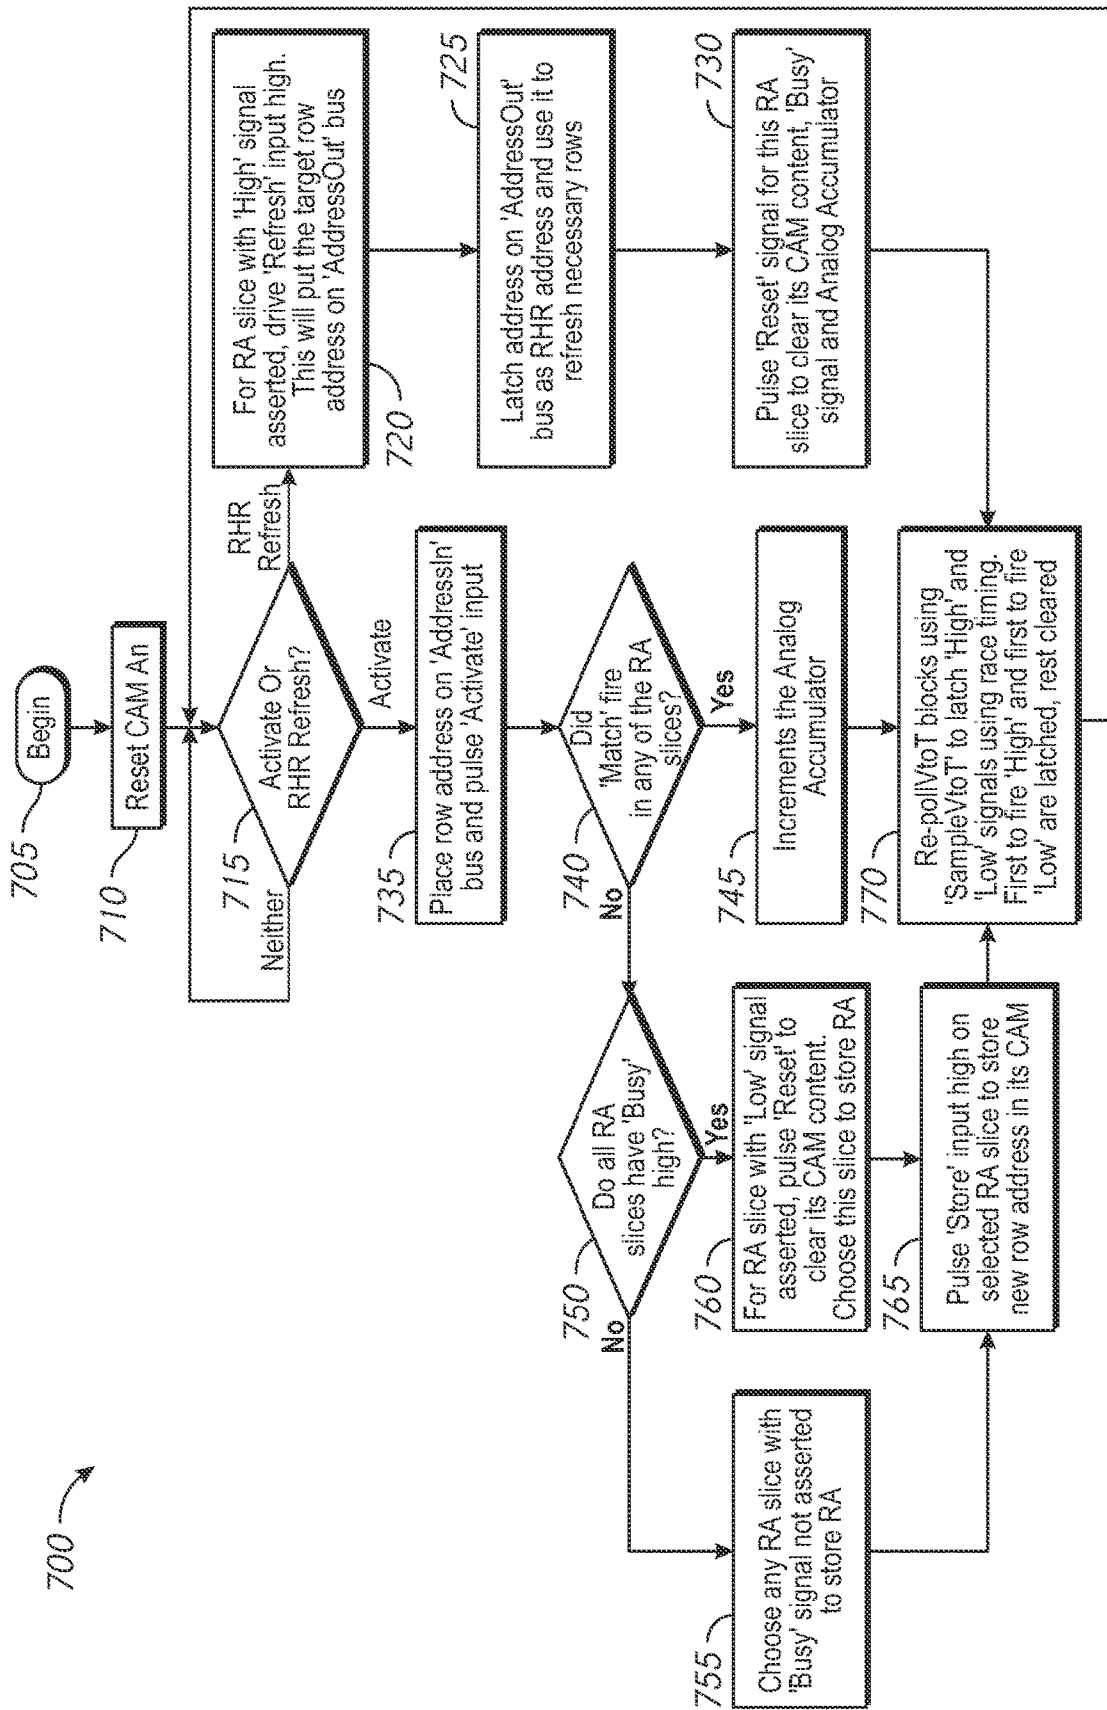 700
705
Begin
710
Reset CAM An
715
Activate Or
RHR Refresh?
Neither
RHR
Refresh
Activate
For RA slice with 'High' signal
asserted, drive 'Refresh' input high.
This will put the target row
address on 'AddressOut' bus
720
725
Latch address on 'AddressOut'
bus as RHR address and use it to
refresh necessary rows
730
Pulse 'Reset' signal for this RA
slice to clear its CAM content, 'Busy'
signal and Analog Accumulator
735
Place row address on 'AddressIn'
bus and pulse 'Activate' input
740
Did
'Match' fire
in any of the RA
slices?
No
Yes
745
Increments the Analog
Accumulator
750
Do all RA
slices have 'Busy'
high?
No
Yes
755
Choose any RA slice with
'Busy' signal not asserted
to store RA
760
For RA slice with 'Low' signal
asserted, pulse 'Reset' to
clear its CAM content.
Choose this slice to store RA
765
Pulse 'Store' input high on
selected RA slice to store
new row address in its CAM
770
Re-pollVtoT blocks using
'SampleVtoT' to latch 'High' and
'Low' signals using race timing.
First to fire 'High' and first to fire
'Low' are latched, rest cleared